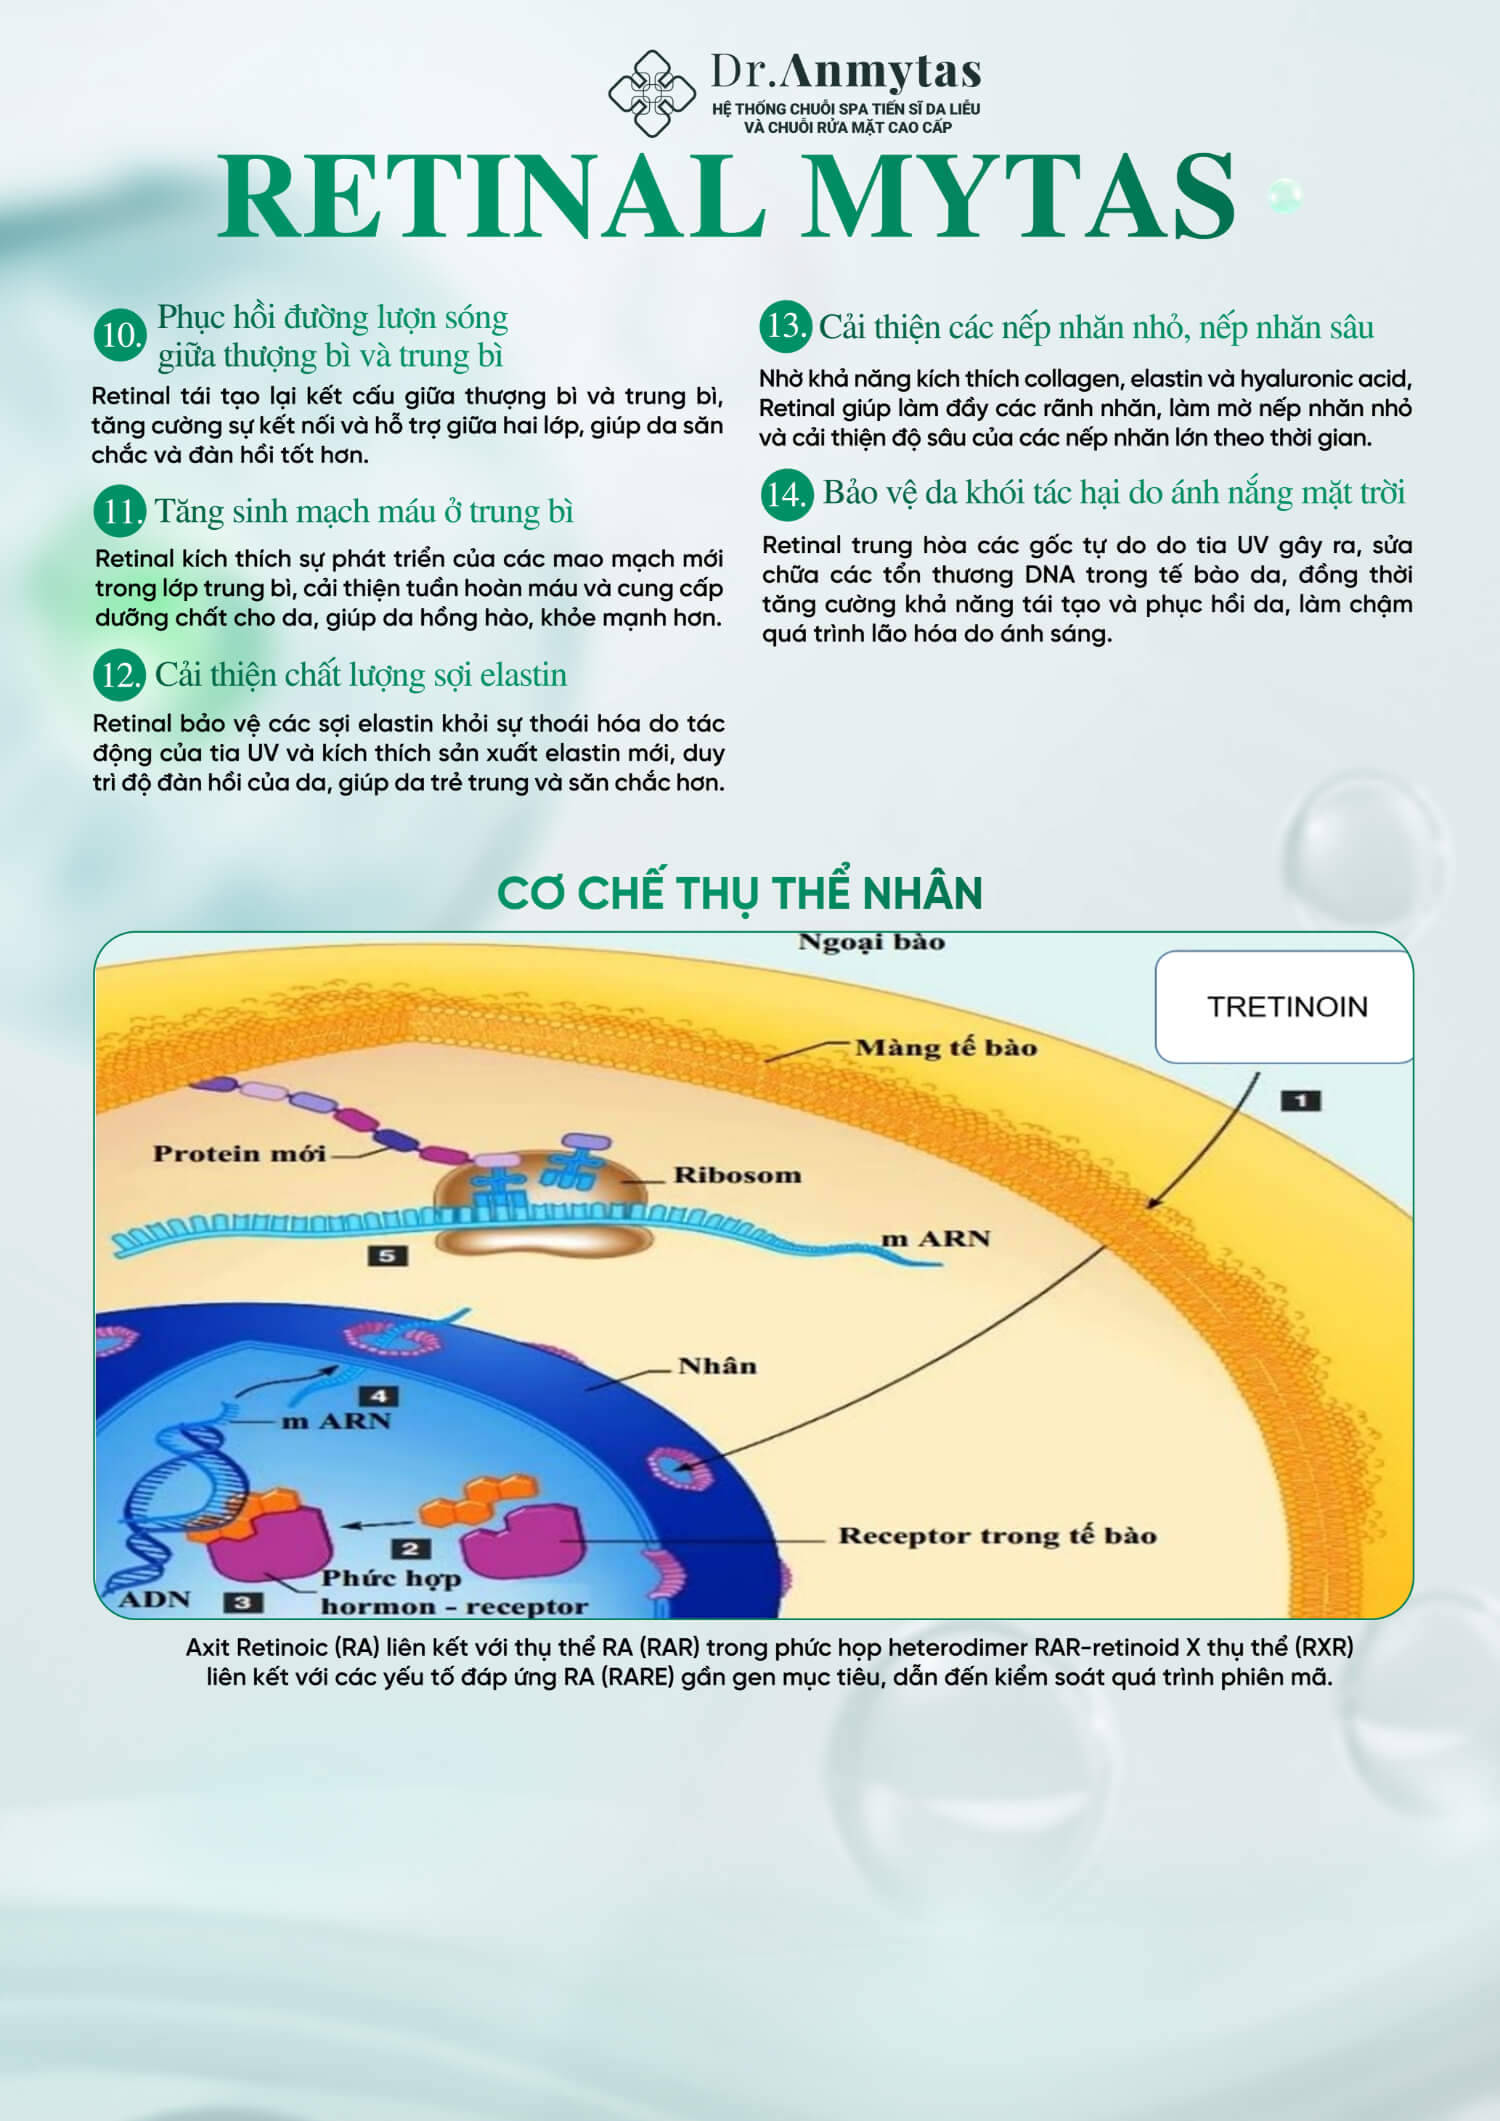 Dr.Anmytas
HỆ THỐNG CHUỖI SPA TIẾN SĨ DA LIỄU
VÀ CHUỖI RỬA MẶT CAO CẤP
RETINAL MYTAS
10. Phục hồi đường lượn sóng
giữa thượng bì và trung bì
Retinal tái tạo lại kết cấu giữa thượng bì và trung bì,
tăng cường sự kết nối và hỗ trợ giữa hai lớp, giúp da săn
chắc và đàn hồi tốt hơn.
11. Tăng sinh mạch máu ở trung bì
Retinal kích thích sự phát triển của các mao mạch mới
trong lớp trung bì, cải thiện tuần hoàn máu và cung cấp
dưỡng chất cho da, giúp da hồng hào, khỏe mạnh hơn.
12. Cải thiện chất lượng sợi elastin
Retinal bảo vệ các sợi elastin khỏi sự thoái hóa do tác
động của tia UV và kích thích sản xuất elastin mới, duy
trì độ đàn hồi của da, giúp da trẻ trung và săn chắc hơn.
13. Cải thiện các nếp nhăn nhỏ, nếp nhăn sâu
Nhờ khả năng kích thích collagen, elastin và hyaluronic acid,
Retinal giúp làm đầy các rãnh nhăn, làm mờ nếp nhăn nhỏ
và cải thiện độ sâu của các nếp nhăn lớn theo thời gian.
14. Bảo vệ da khói tác hại do ánh nắng mặt trời
Retinal trung hòa các gốc tự do do tia UV gây ra, sửa
chữa các tổn thương DNA trong tế bào da, đồng thời
tăng cường khả năng tái tạo và phục hồi da, làm chậm
quá trình lão hóa do ánh sáng.
CƠ CHẾ THỤ THỂ NHÂN
Ngoại bào
TRETINOIN
Màng tế bào
1
Protein mới
Ribosom
m ARN
5
Nhân
4
m ARN
Receptor trong tế bào
2
Phức hợp
hormon - receptor
ADN
3
Axit Retinoic (RA) liên kết với thụ thể RA (RAR) trong phức họp heterodimer RAR-retinoid X thụ thể (RXR)
liên kết với các yếu tố đáp ứng RA (RARE) gần gen mục tiêu, dẫn đến kiểm soát quá trình phiên mã.